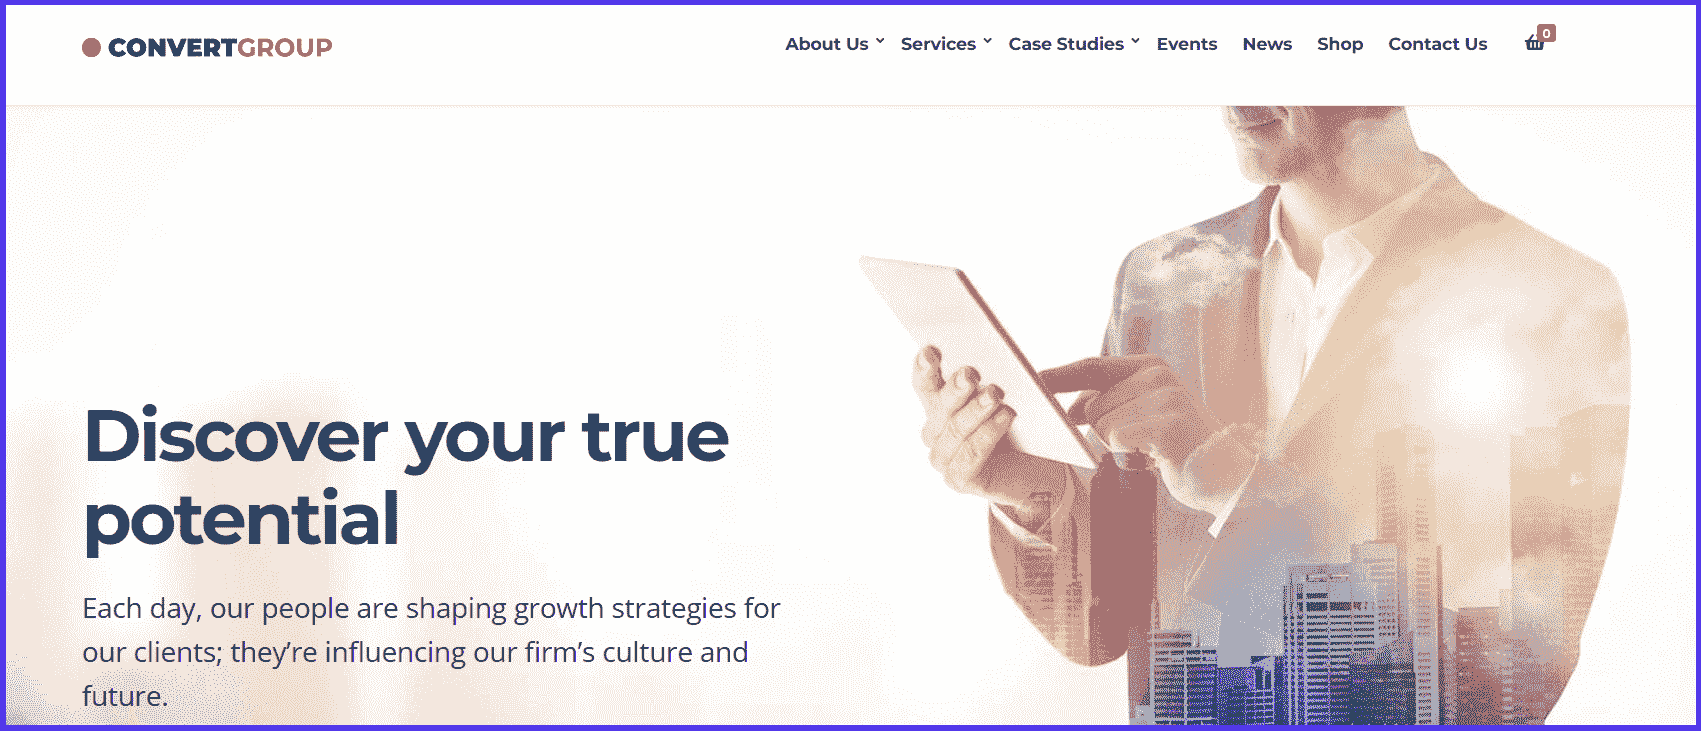 CONVERTGROUP
About Us Services Case Studies Events News Shop Contact Us 0
Discover your true
potential
Each day, our people are shaping growth strategies for
our clients; they’re influencing our firm’s culture and
future.